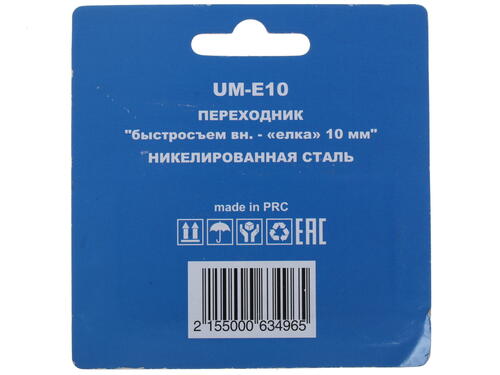 UM-E10
ПЕРЕХОДНИК
"быстросъем вн. - «елка» 10 мм"
НИКЕЛИРОВАННАЯ СТАЛЬ
made in PRC
EAC
2 155000 634965